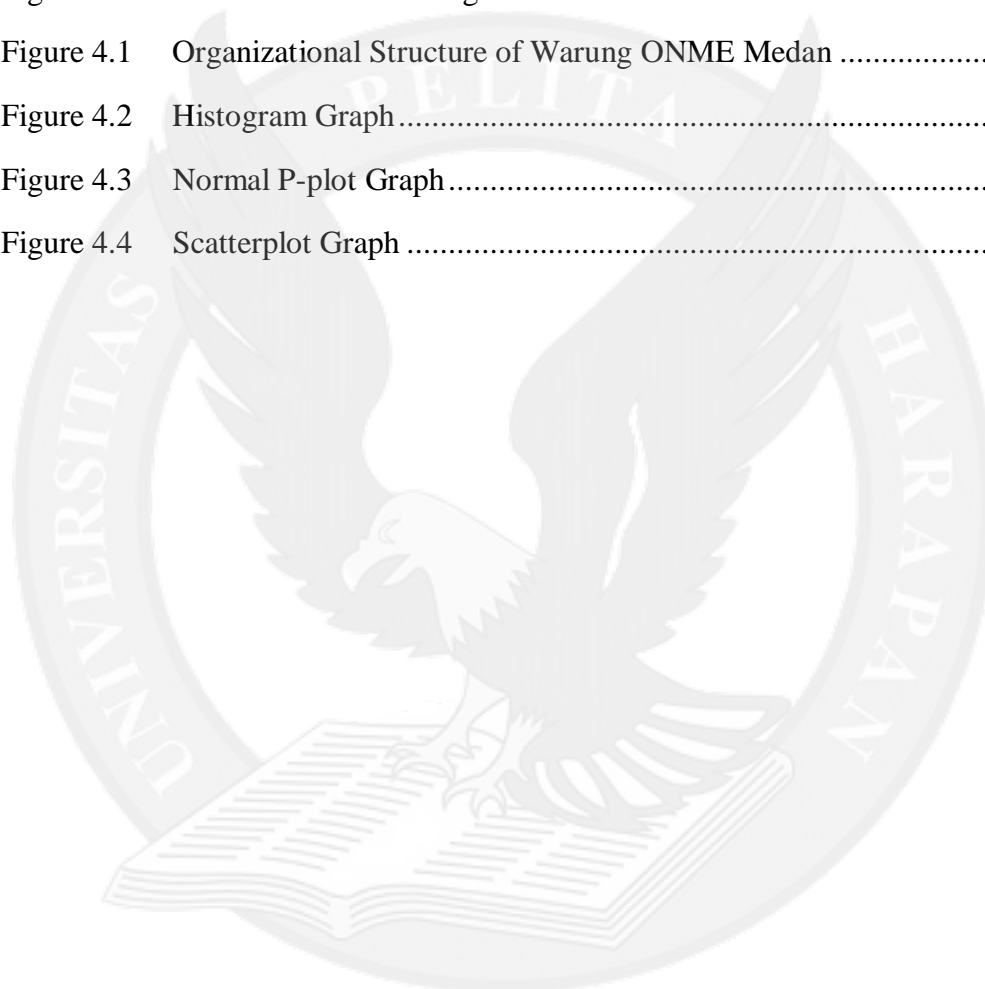 Figure 4.1 Organizational Structure of Warung ONME Medan ..................
Figure 4.2 Histogram Graph..........................................................................
Figure 4.3 Normal P-plot Graph....................................................................
Figure 4.4 Scatterplot Graph .........................................................................
UNIVERSITAS PELITA HARAPAN